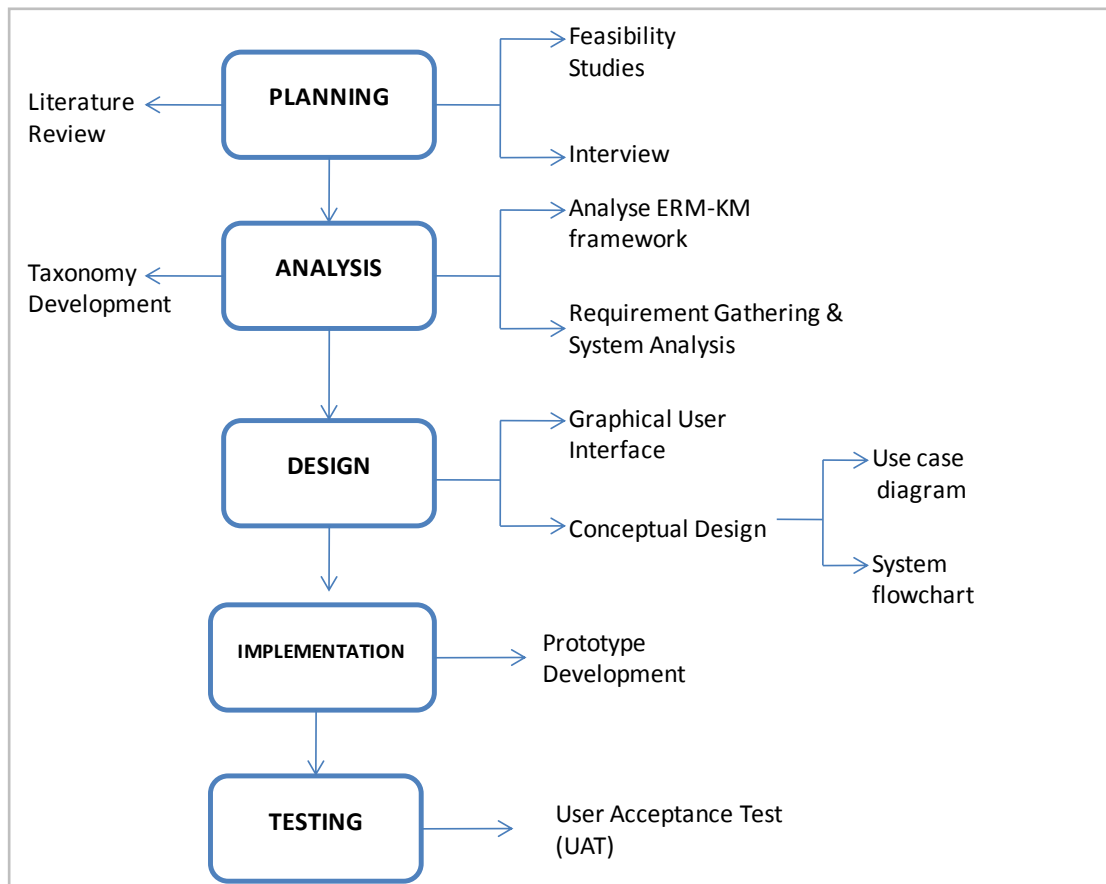 Feasibility
Studies
PLANNING
Literature
Review
Interview
Analyse ERM-KM
framework
ANALYSIS
Taxonomy
Development
Requirement Gathering &
System Analysis
Graphical User
Interface
DESIGN
Use case
diagram
Conceptual Design
System
flowchart
IMPLEMENTATION
Prototype
Development
TESTING
User Acceptance Test
(UAT)